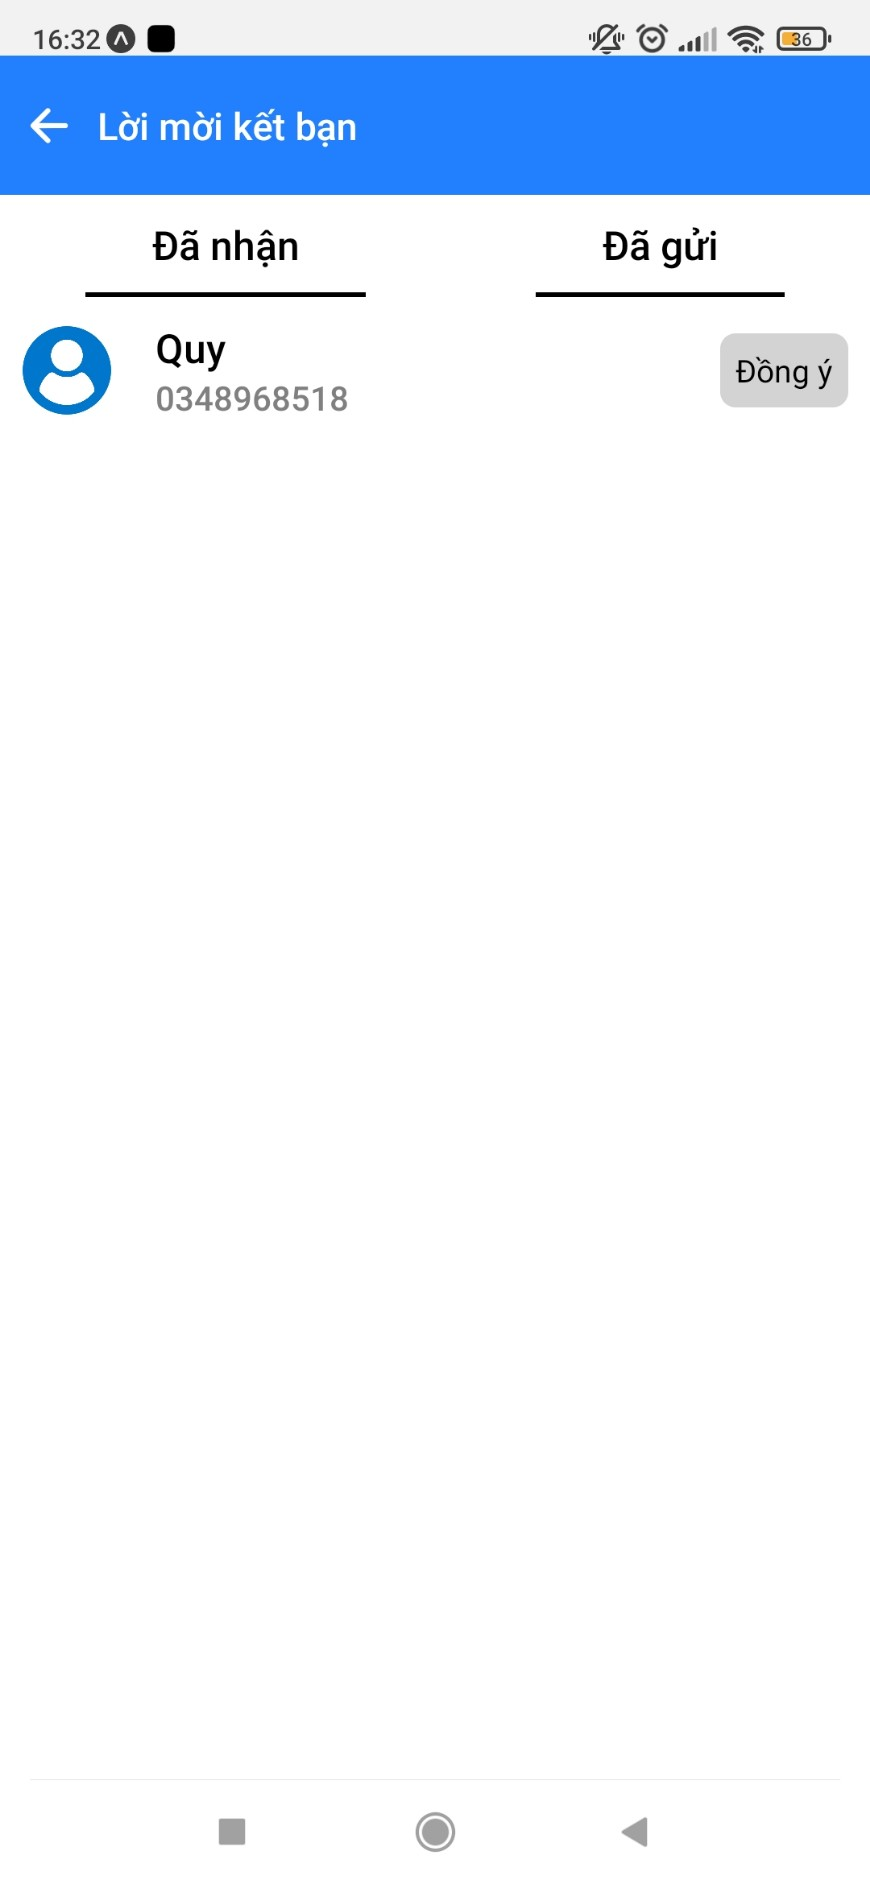 16:32
36
Lời mời kết bạn
Đã nhận
Đã gửi
Quy
0348968518
Đồng ý